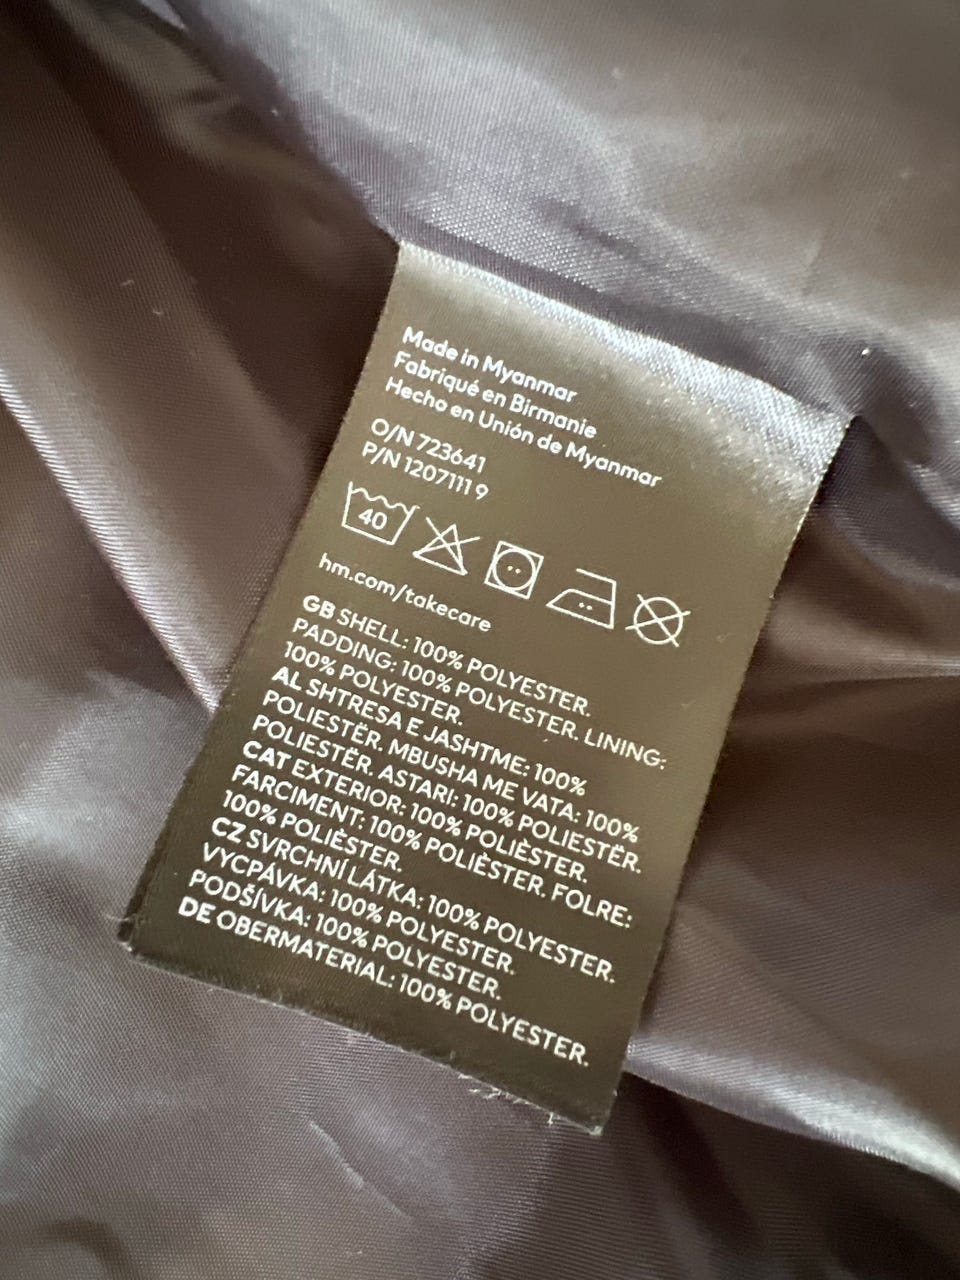 Made in Myanmar
Fabriqué en Birmanie
Hecho en Unión de Myanmar
O/N 723641
P/N 1207111 9
40
hm.com/takecare
GB SHELL: 100% POLYESTER.
PADDING: 100% POLYESTER. LINING:
100% POLYESTER.
AL SHTRESA E JASHTME: 100%
POLIESTËR. MBUSHA ME VATA: 100%
POLIESTËR. ASTARI: 100% POLIESTËR.
CAT EXTERIOR: 100% POLIÈSTER.
FARCIMENT: 100% POLIÈSTER. FOLRE:
100% POLIÈSTER.
CZ SVRCHNÍ LÁTKA: 100% POLYESTER.
VYCPÁVKA: 100% POLYESTER.
PODŠÍVKA: 100% POLYESTER.
DE OBERMATERIAL: 100% POLYESTER.